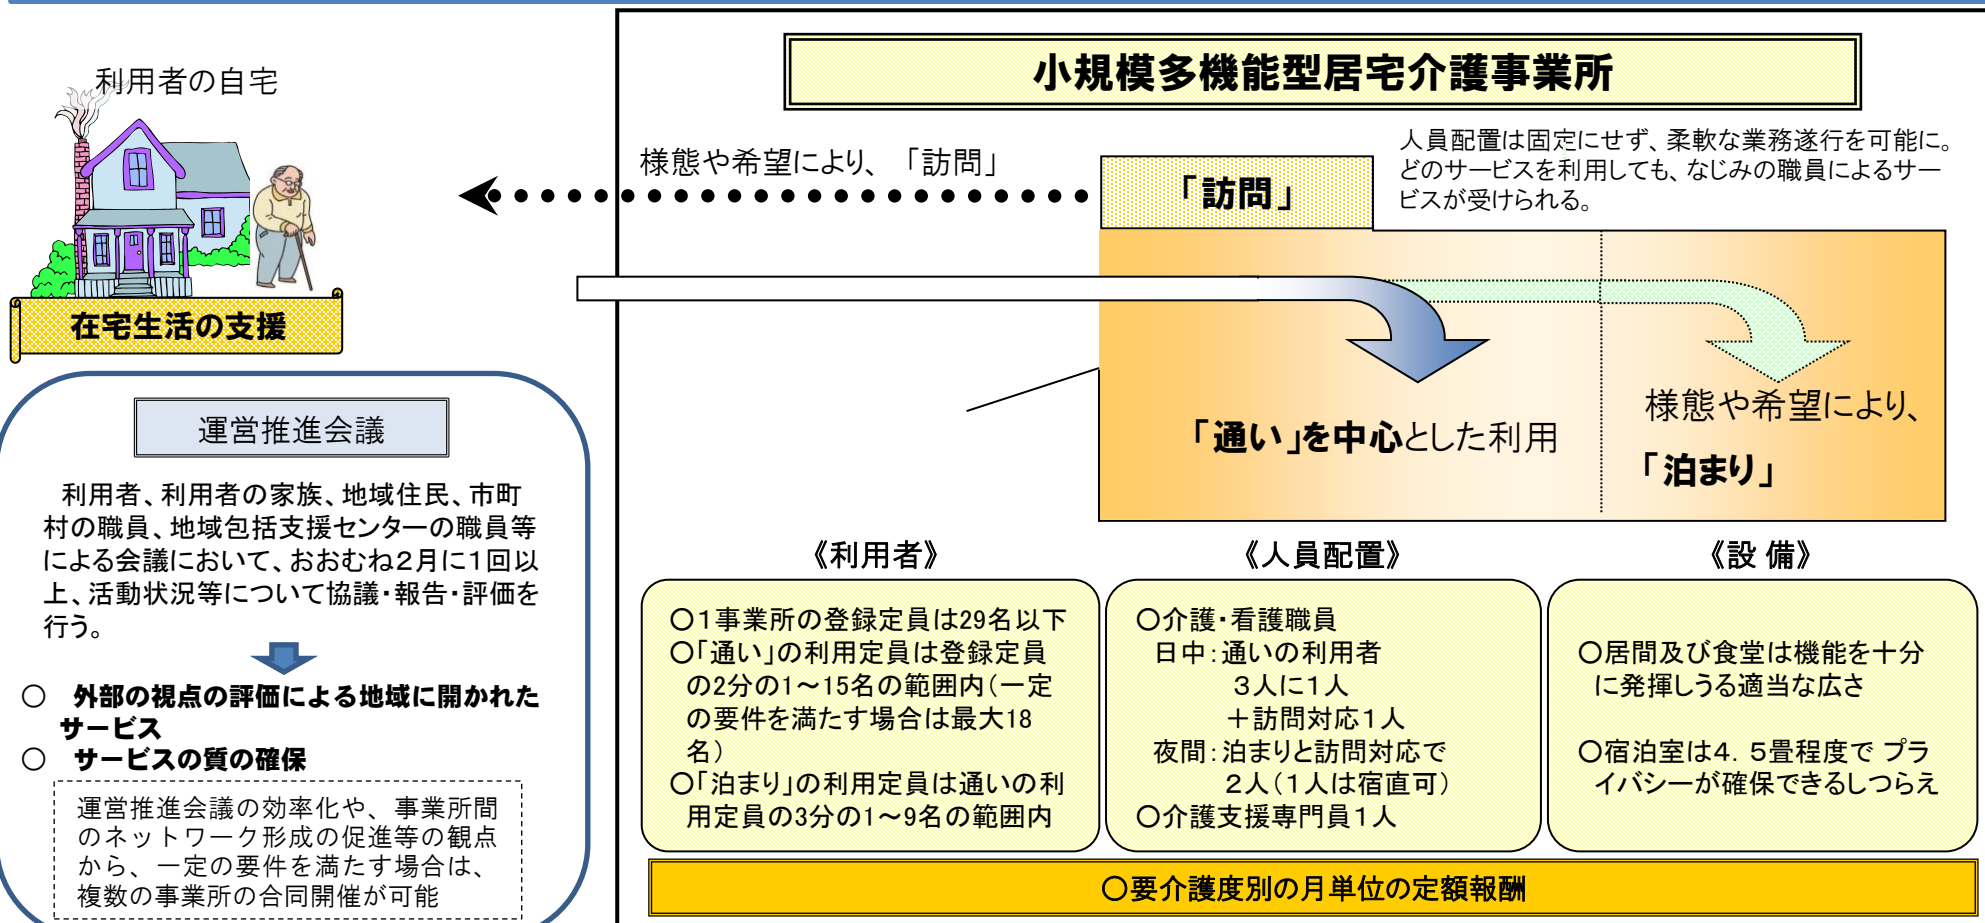 利用者の自宅
在宅生活の支援
運営推進会議
利用者、利用者の家族、地域住民、市町
村の職員、地域包括支援センターの職員等
による会議において、おおむね２月に１回以
上、活動状況等について協議・報告・評価を
行う。
○　外部の視点の評価による地域に開かれた
サービス
○　サービスの質の確保
運営推進会議の効率化や、事業所間
のネットワーク形成の促進等の観点
から、一定の要件を満たす場合は、
複数の事業所の合同開催が可能
小規模多機能型居宅介護事業所
様態や希望により、「訪問」
「訪問」
人員配置は固定にせず、柔軟な業務遂行を可能に。
どのサービスを利用しても、なじみの職員によるサー
ビスが受けられる。
「通い」を中心とした利用
様態や希望により、
「泊まり」
《利用者》
○１事業所の登録定員は29名以下
○「通い」の利用定員は登録定員
の2分の1～15名の範囲内（一定
の要件を満たす場合は最大18
名）
○「泊まり」の利用定員は通いの利
用定員の3分の1～9名の範囲内
《人員配置》
○介護・看護職員
日中：通いの利用者
３人に１人
＋訪問対応１人
夜間：泊まりと訪問対応で
２人（１人は宿直可）
○介護支援専門員１人
《設 備》
○居間及び食堂は機能を十分
に発揮しうる適当な広さ
○宿泊室は４．５畳程度で プラ
イバシーが確保できるしつらえ
○要介護度別の月単位の定額報酬